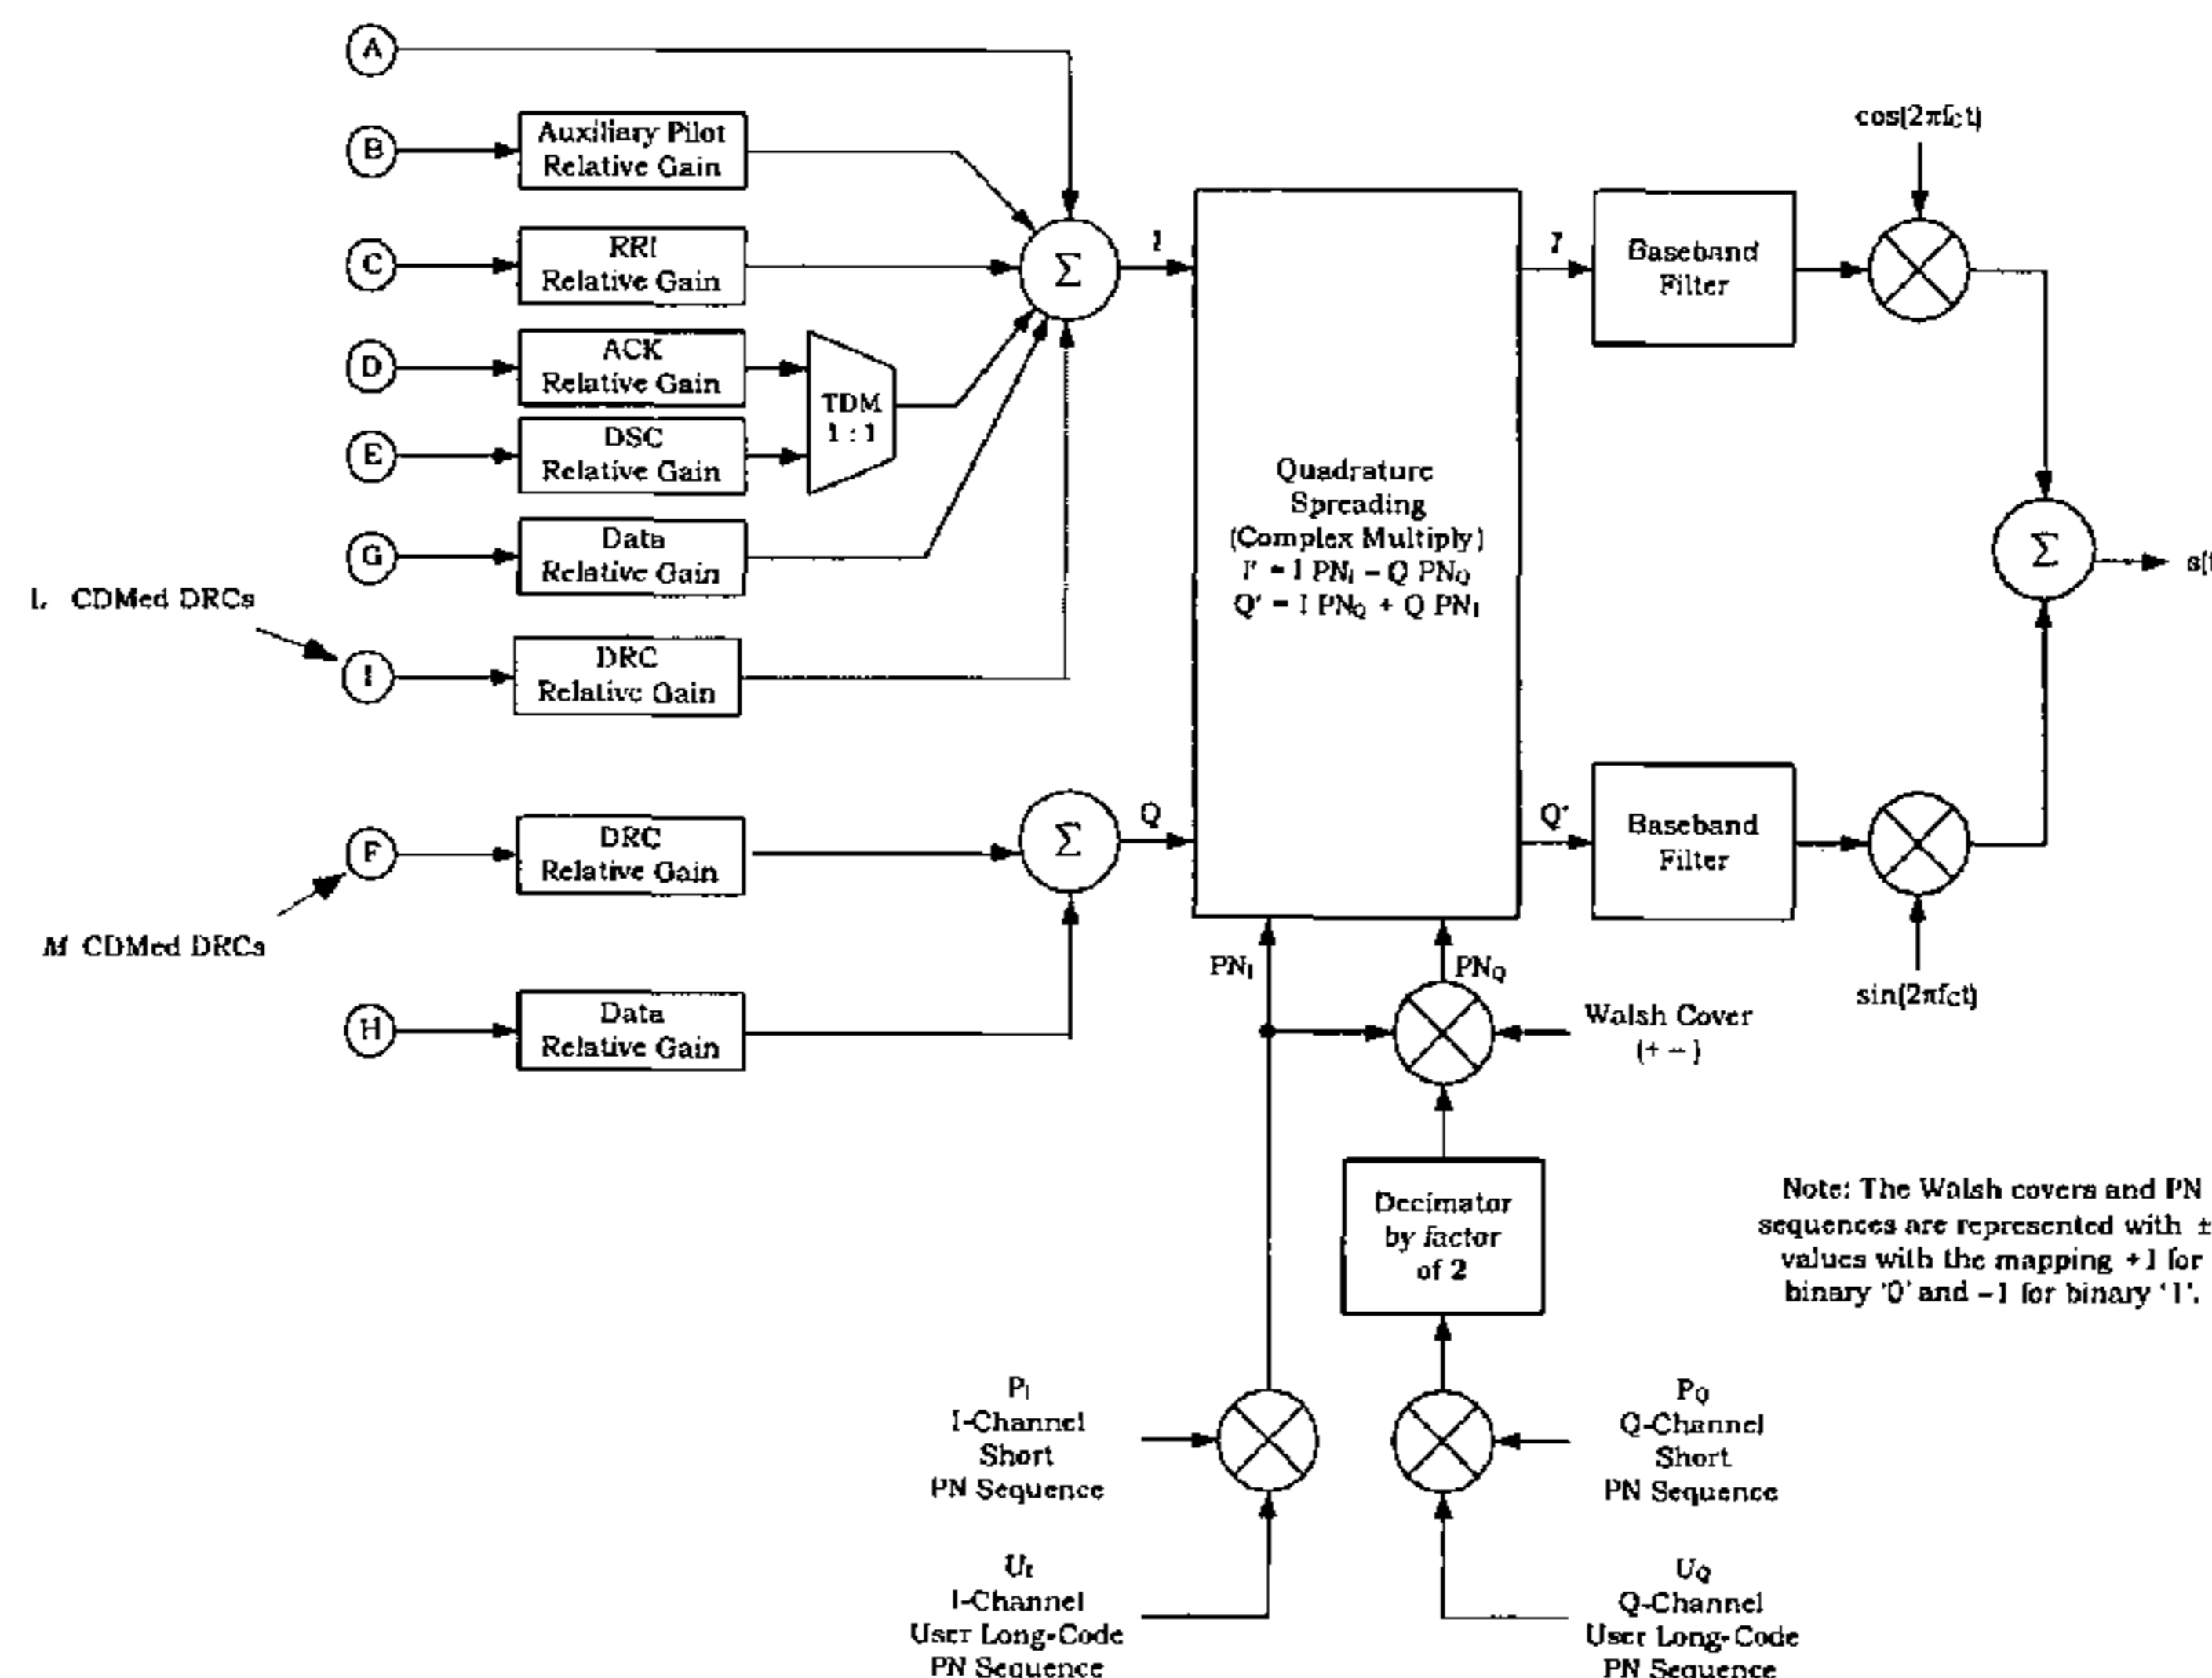 A
cos(2πfCt)
B
Auxiliary Pilot
Relative Gain
C
RRI
Relative Gain
Σ
I
I'
Baseband
Filter
D
ACK
Relative Gain
TDM
1 : 1
E
DSC
Relative Gain
Quadrature
Spreading
(Complex Multiply)
I' = I PNI – Q PNQ
Q' = I PNQ + Q PNI
Σ
G
Data
Relative Gain
L CDMed DRCs
I
DRC
Relative Gain
F
DRC
Relative Gain
Σ
Q
Q'
Baseband
Filter
M CDMed DRCs
PNI
PNQ
sin(2πfCt)
H
Data
Relative Gain
Walsh Cover
(+ –)
Decimator
by factor
of 2
Note: The Walsh covers and PN
sequences are represented with ±
values with the mapping +1 for
binary '0' and –1 for binary '1'.
PI
I-Channel
Short
PN Sequence
PQ
Q-Channel
Short
PN Sequence
UI
I-Channel
User Long-Code
PN Sequence
UQ
Q-Channel
User Long-Code
PN Sequence